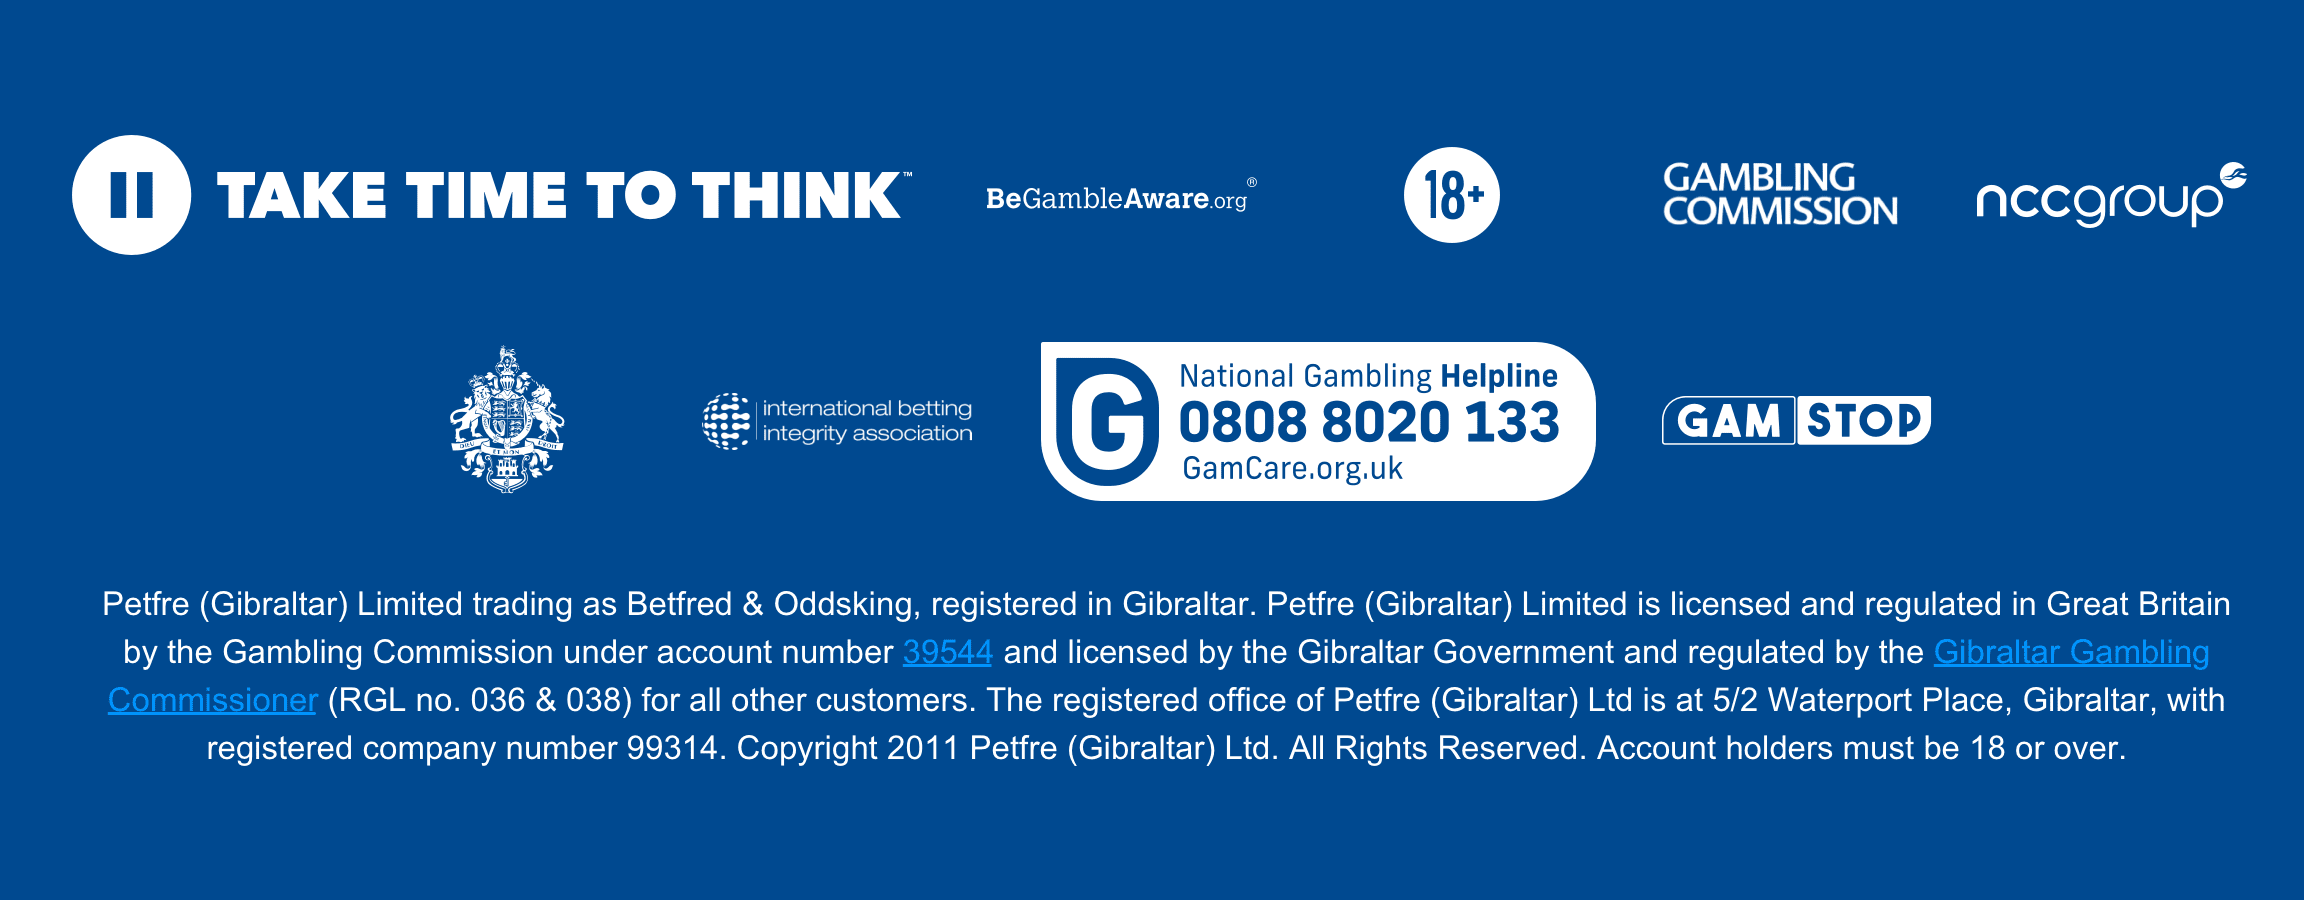 TAKE TIME TO THINK™
BeGambleAware.org®
18+
GAMBLING
COMMISSION
nccgroup
international betting
integrity association
G
National Gambling Helpline
0808 8020 133
GamCare.org.uk
GAMSTOP
Petfre (Gibraltar) Limited trading as Betfred & Oddsking, registered in Gibraltar. Petfre (Gibraltar) Limited is licensed and regulated in Great Britain
by the Gambling Commission under account number 39544 and licensed by the Gibraltar Government and regulated by the Gibraltar Gambling
Commissioner (RGL no. 036 & 038) for all other customers. The registered office of Petfre (Gibraltar) Ltd is at 5/2 Waterport Place, Gibraltar, with
registered company number 99314. Copyright 2011 Petfre (Gibraltar) Ltd. All Rights Reserved. Account holders must be 18 or over.